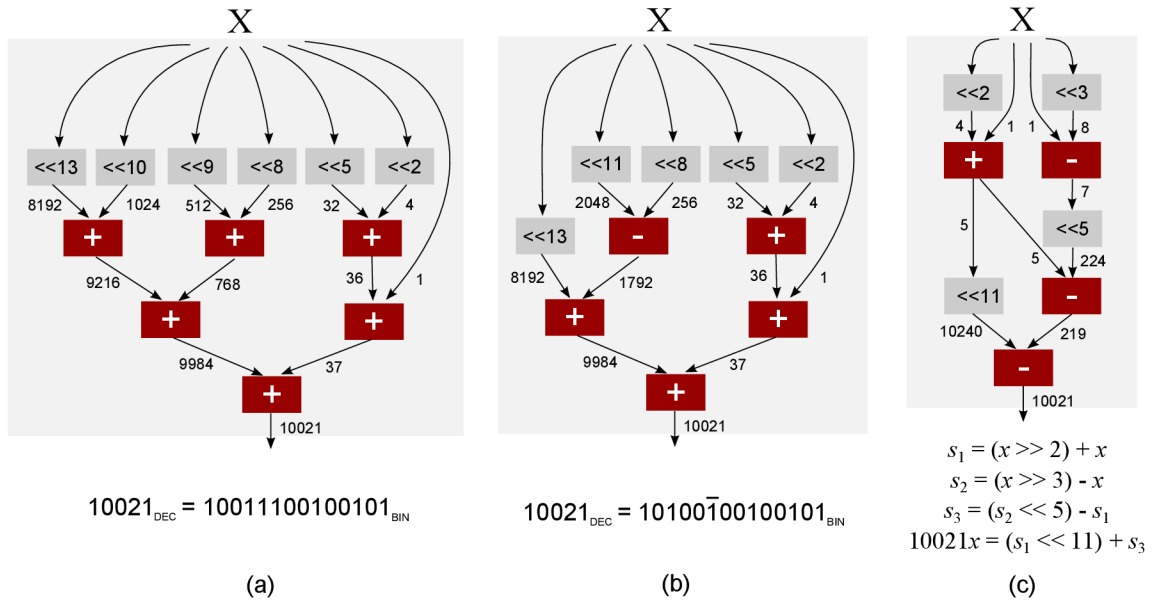 X
<<13 <<10 <<9 <<8 <<5 <<2
8192 1024 512 256 32 4
+ + +
9216 768 36 1
+ +
9984 37
+
10021
10021DEC = 10011100100101BIN
(a)
X
<<11 <<8 <<5 <<2
2048 256 32 4
<<13 - +
8192 1792 36 1
+ +
9984 37
+
10021
10021DEC = 101001̅00100101BIN
(b)
X
<<2 <<3
4 1 1 8
+ -
7
5 <<5
5 224
<<11 -
10240 219
-
10021
s1 = (x >> 2) + x
s2 = (x >> 3) - x
s3 = (s2 << 5) - s1
10021x = (s1 << 11) + s3
(c)